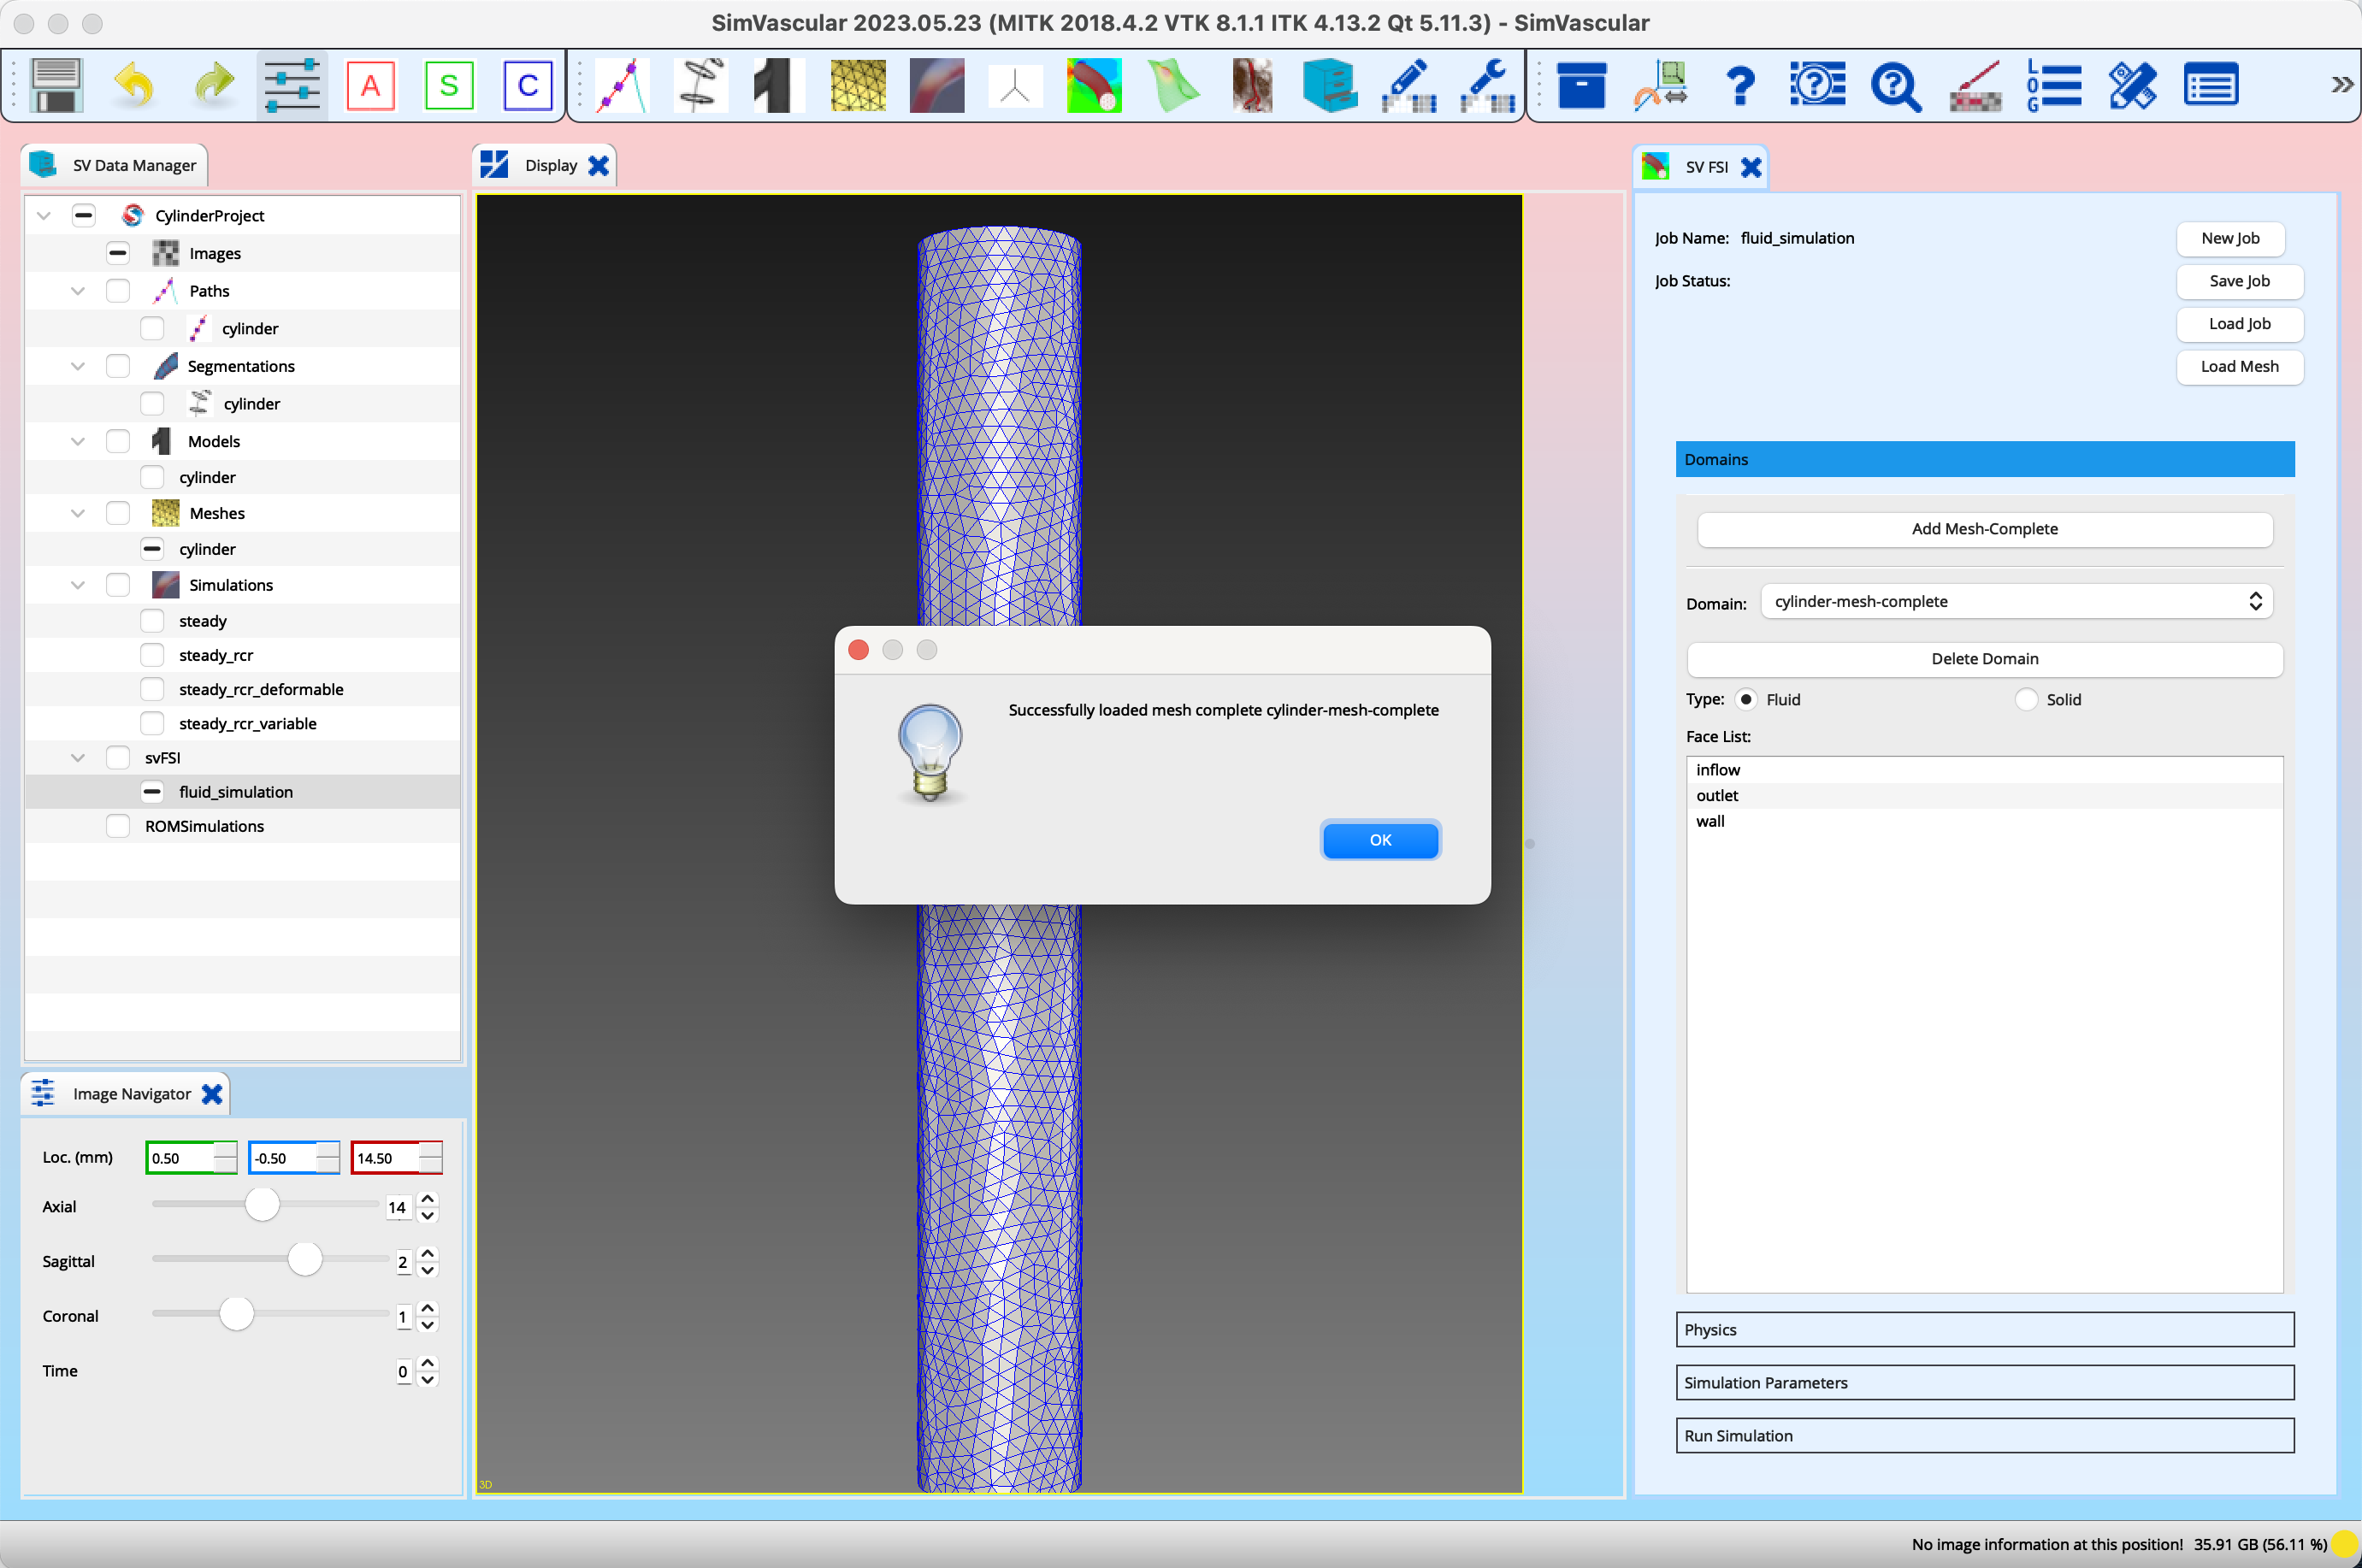 SimVascular 2023.05.23 (MITK 2018.4.2 VTK 8.1.1 ITK 4.13.2 Qt 5.11.3) - SimVascular
A
S
C
LOG
SV Data Manager
CylinderProject
Images
Paths
cylinder
Segmentations
cylinder
Models
cylinder
Meshes
cylinder
Simulations
steady
steady_rcr
steady_rcr_deformable
steady_rcr_variable
svFSI
fluid_simulation
ROMSimulations
Image Navigator
Loc. (mm) 0.50 -0.50 14.50
Axial 14
Sagittal 2
Coronal 1
Time 0
Display
3D
Successfully loaded mesh complete cylinder-mesh-complete
OK
SV FSI
Job Name: fluid_simulation
New Job
Job Status:
Save Job
Load Job
Load Mesh
Domains
Add Mesh-Complete
Domain: cylinder-mesh-complete
Delete Domain
Type: Fluid Solid
Face List:
inflow
outlet
wall
Physics
Simulation Parameters
Run Simulation
No image information at this position! 35.91 GB (56.11 %)